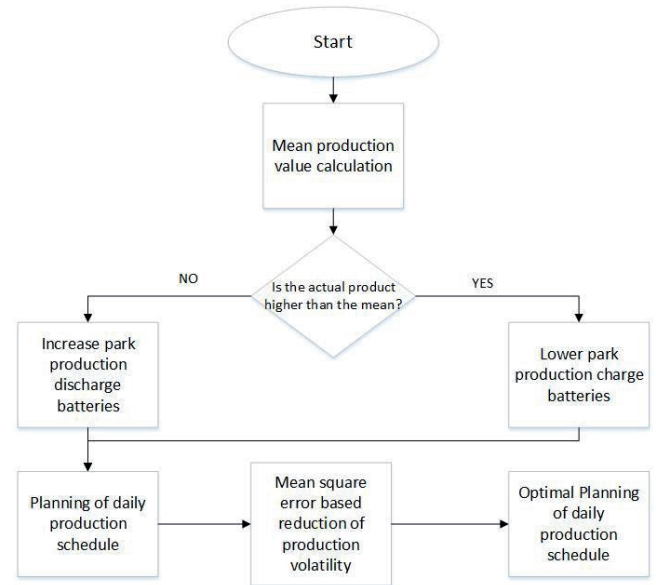 Start
Mean production
value calculation
Is the actual product
higher than the mean?
NO
YES
Increase park
production
discharge
batteries
Lower park
production charge
batteries
Planning of daily
production
schedule
Mean square
error based
reduction of
production
volatility
Optimal Planning
of daily
production
schedule